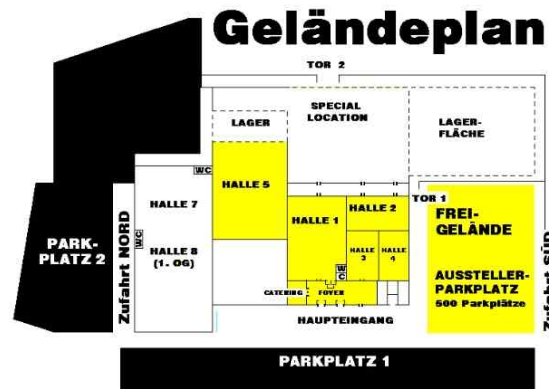 Geländeplan
TOR 2
SPECIAL
LOCATION
LAGER
LAGER-
FLÄCHE
WC
HALLE 5
HALLE 7
TOR 1
HALLE 1
HALLE 2
FREI-
GELÄNDE
PARK-
PLATZ 2
Zufahrt NORD
WC
HALLE 8
(1. OG)
HALLE
3
HALLE
4
WC
AUSSTELLER-
PARKPLATZ
500 Parkplätze
Zufahrt SÜD
CATERING
FOYER
HAUPTEINGANG
PARKPLATZ 1